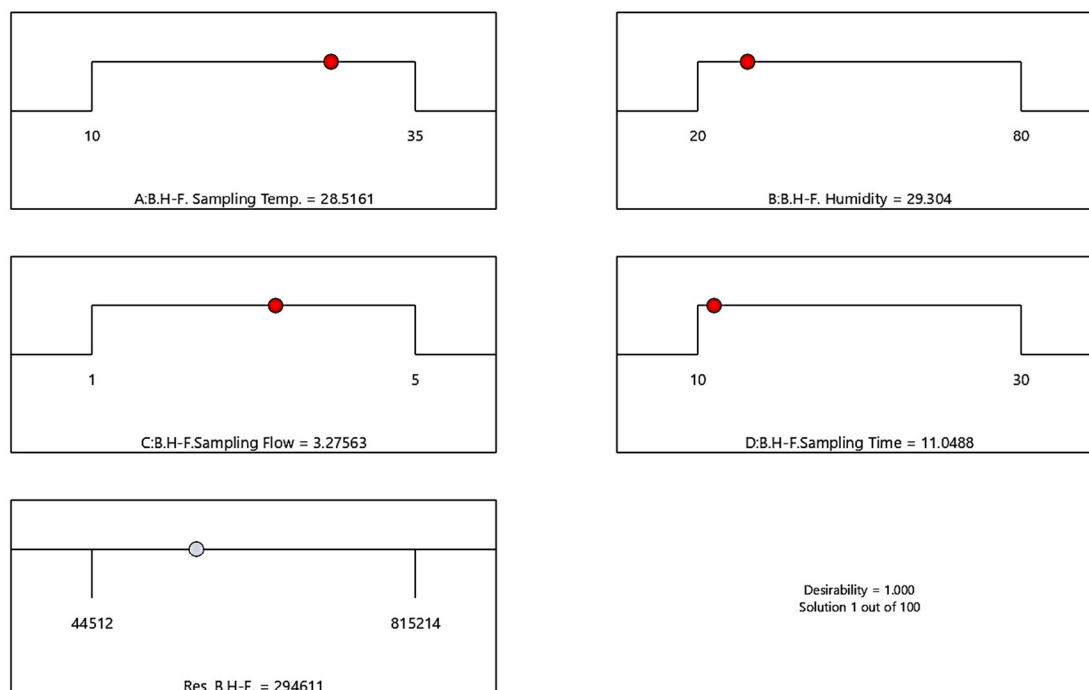 10
35
A:B.H-F. Sampling Temp. = 28.5161
20
80
B:B.H-F. Humidity = 29.304
1
5
C:B.H-F.Sampling Flow = 3.27563
10
30
D:B.H-F.Sampling Time = 11.0488
44512
815214
Res. B.H-F. = 294611
Desirability = 1.000
Solution 1 out of 100